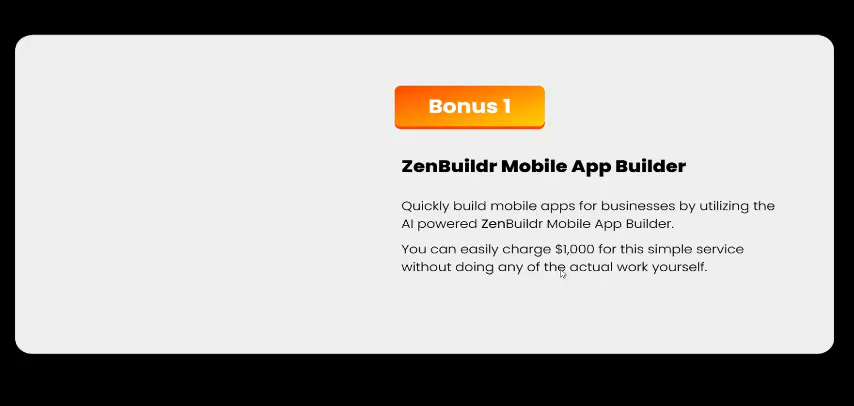 Bonus 1
ZenBuildr Mobile App Builder
Quickly build mobile apps for businesses by utilizing the
AI powered ZenBuildr Mobile App Builder.
You can easily charge $1,000 for this simple service
without doing any of the actual work yourself.